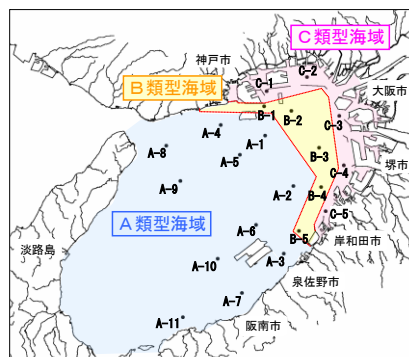 C類型海域
神戸市
C-2
C-1
B類型海域
大阪市
B-1
B-2
C-3
A-4
A-1
A-8
A-5
B-3
堺市
C-4
A-9
A-2
B-4
A類型海域
C-5
A-6
B-5
岸和田市
淡路島
A-10
A-3
泉佐野市
A-7
阪南市
A-11